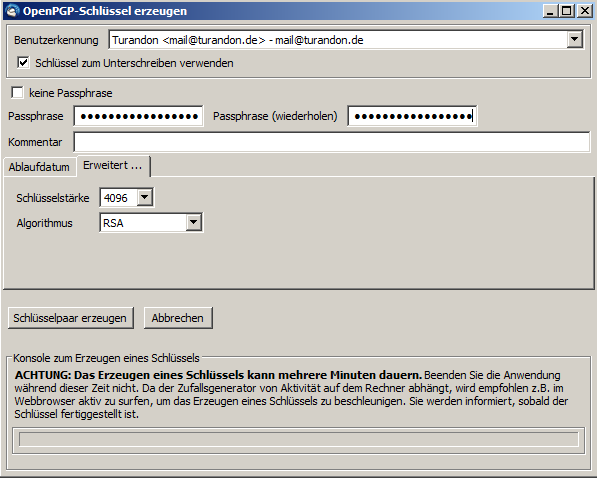 OpenPGP-Schlüssel erzeugen
Benutzerkennung Turandon <mail@turandon.de> - mail@turandon.de
Schlüssel zum Unterschreiben verwenden
keine Passphrase
Passphrase ••••••••••••••••• Passphrase (wiederholen) •••••••••••••••••
Kommentar
Ablaufdatum Erweitert ...
Schlüsselstärke 4096
Algorithmus RSA
Schlüsselpaar erzeugen Abbrechen
Konsole zum Erzeugen eines Schlüssels
ACHTUNG: Das Erzeugen eines Schlüssels kann mehrere Minuten dauern. Beenden Sie die Anwendung
während dieser Zeit nicht. Da der Zufallsgenerator von Aktivität auf dem Rechner abhängt, wird empfohlen z.B. im
Webbrowser aktiv zu surfen, um das Erzeugen eines Schlüssels zu beschleunigen. Sie werden informiert, sobald der
Schlüssel fertiggestellt ist.